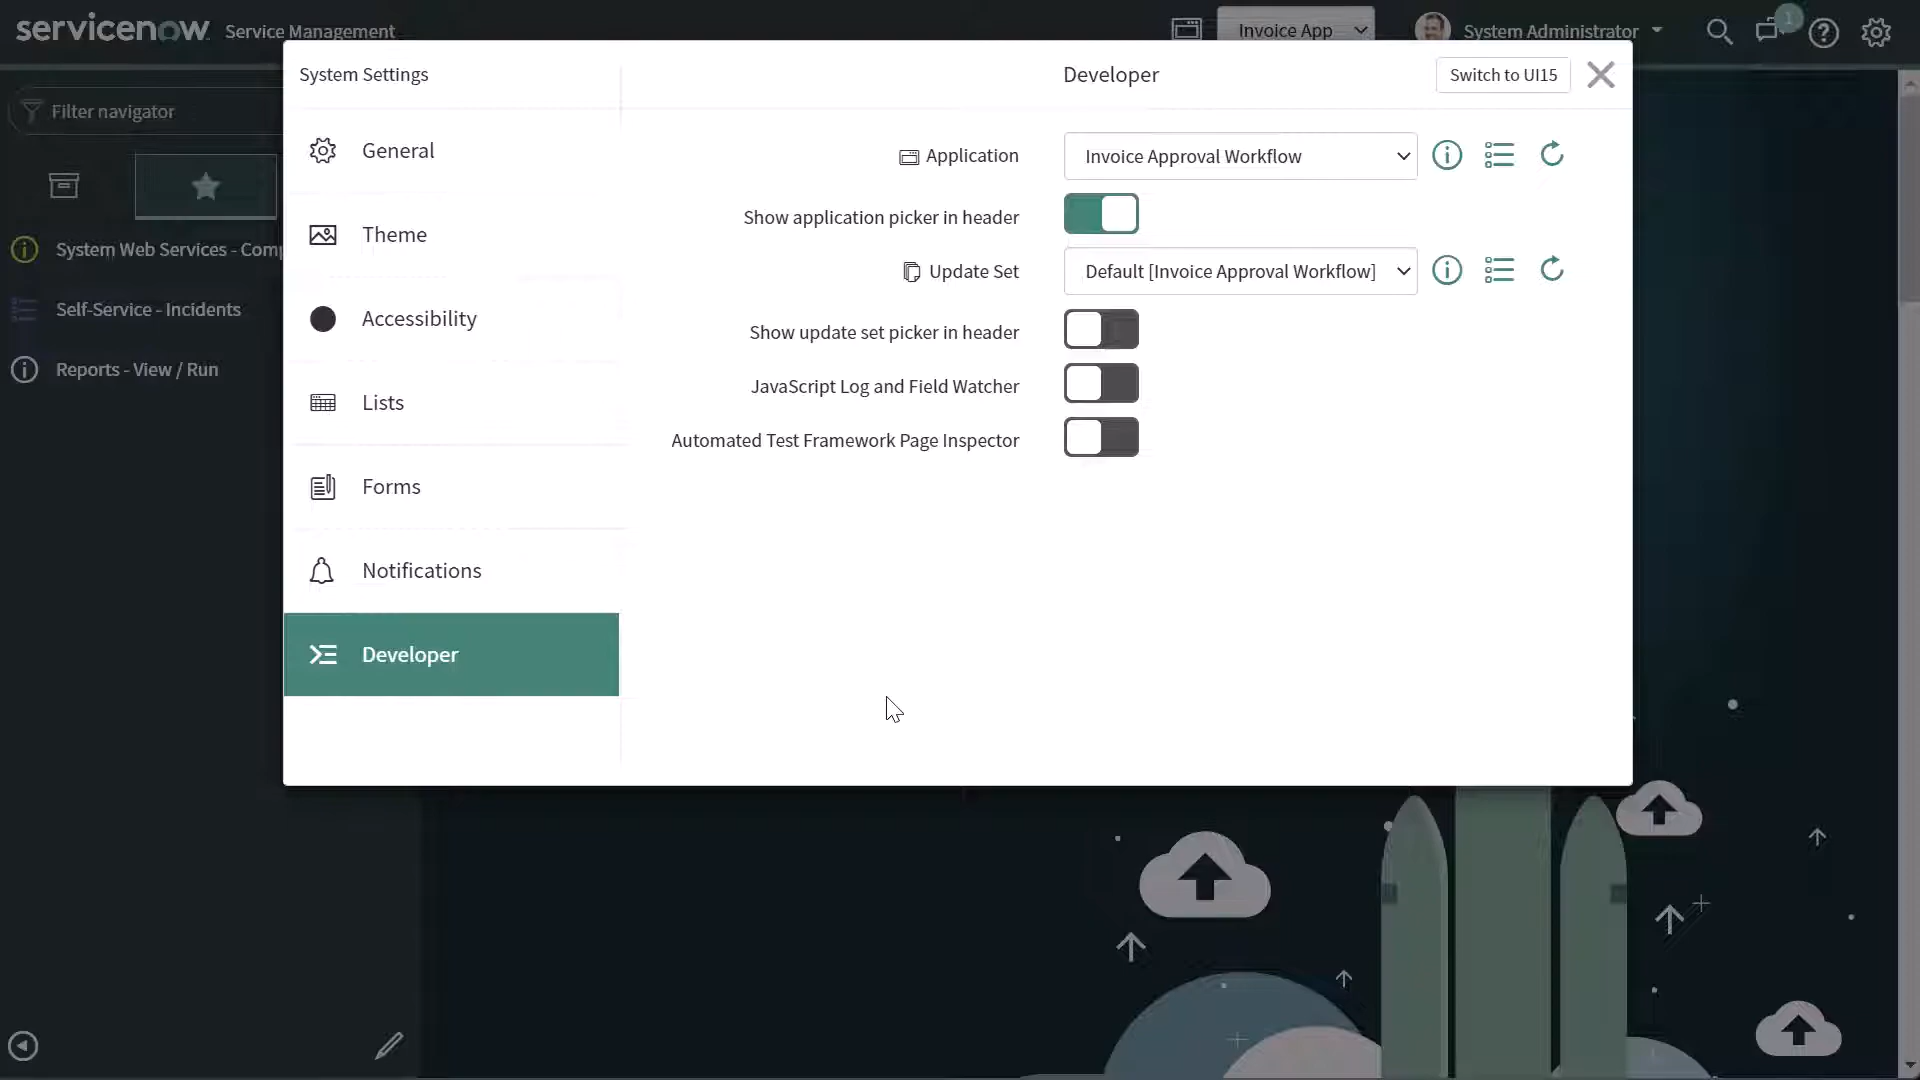 servicenow Service Management
Invoice App
System Administrator
1
System Settings
Developer
Switch to UI15
Filter navigator
General
Application
Invoice Approval Workflow
Show application picker in header
Theme
System Web Services - Comp
Update Set
Default [Invoice Approval Workflow]
Self-Service - Incidents
Accessibility
Show update set picker in header
Reports - View / Run
JavaScript Log and Field Watcher
Lists
Automated Test Framework Page Inspector
Forms
Notifications
Developer